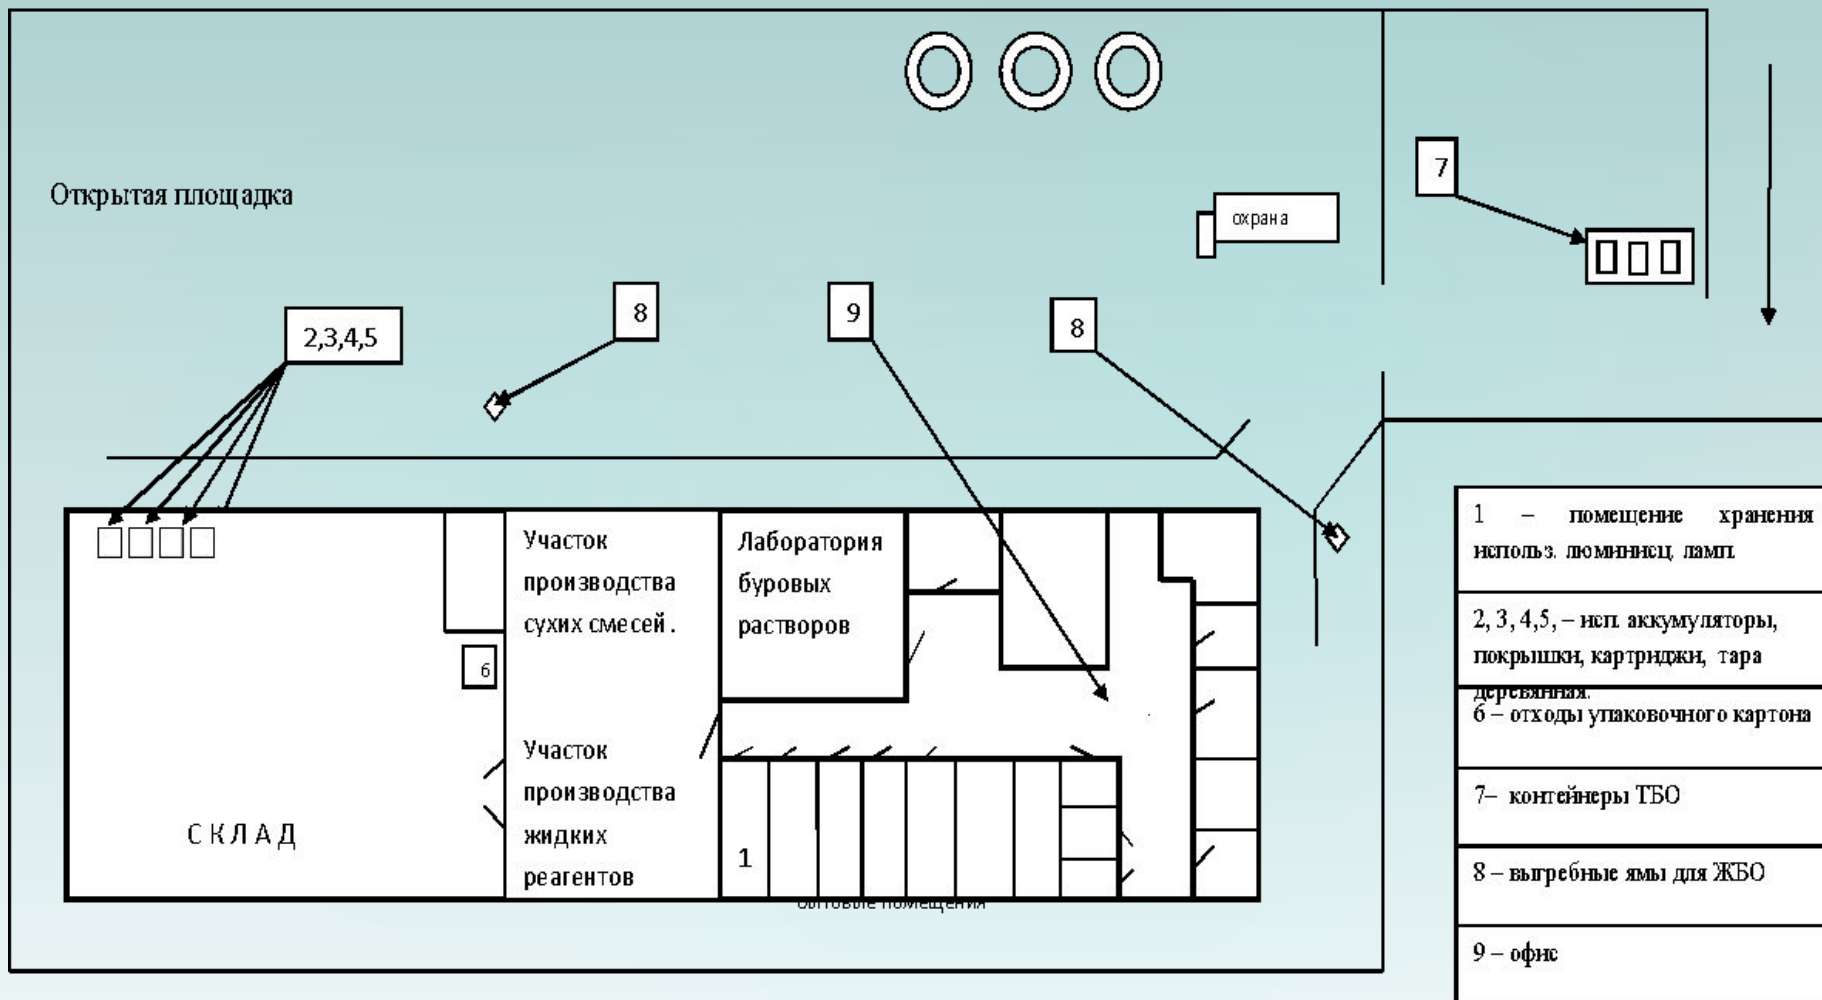 Открытая площадка
охрана
7
2,3,4,5
8
9
8
Участок
производства
сухих смесей.
Лаборатория
буровых
растворов
6
Участок
производства
жидких
реагентов
СКЛАД
1
бытовые помещения
1 – помещение хранения
использ. люминисц. ламп.
2, 3, 4,5, – исп. аккумуляторы,
покрышки, картриджи, тара
деревянная.
6 – отходы упаковочного картона
7– контейнеры ТБО
8 – выгребные ямы для ЖБО
9 – офис